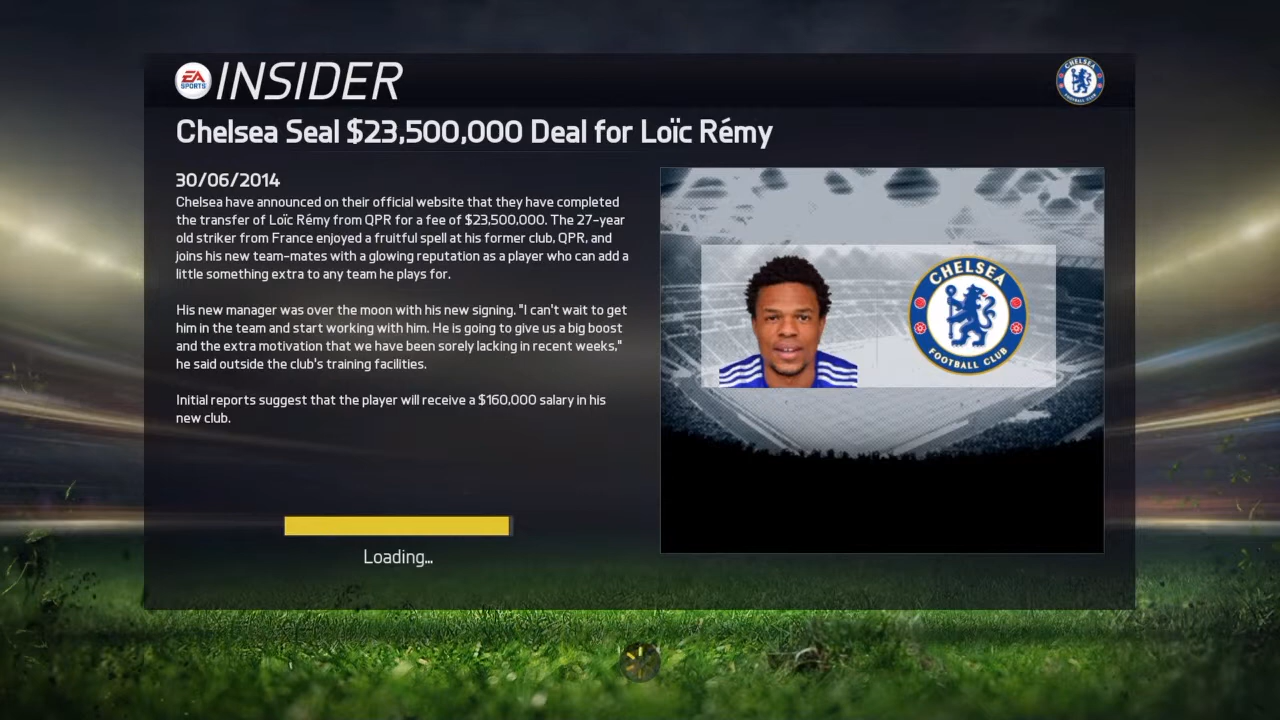 EA SPORTS INSIDER
CHELSEA FOOTBALL CLUB
Chelsea Seal $23,500,000 Deal for Loïc Rémy
30/06/2014
Chelsea have announced on their official website that they have completed
the transfer of Loïc Rémy from QPR for a fee of $23,500,000. The 27-year
old striker from France enjoyed a fruitful spell at his former club, QPR, and
joins his new team-mates with a glowing reputation as a player who can add a
little something extra to any team he plays for.
His new manager was over the moon with his new signing. "I can't wait to get
him in the team and start working with him. He is going to give us a big boost
and the extra motivation that we have been sorely lacking in recent weeks,"
he said outside the club's training facilities.
Initial reports suggest that the player will receive a $160,000 salary in his
new club.
CHELSEA
FOOTBALL CLUB
Loading...